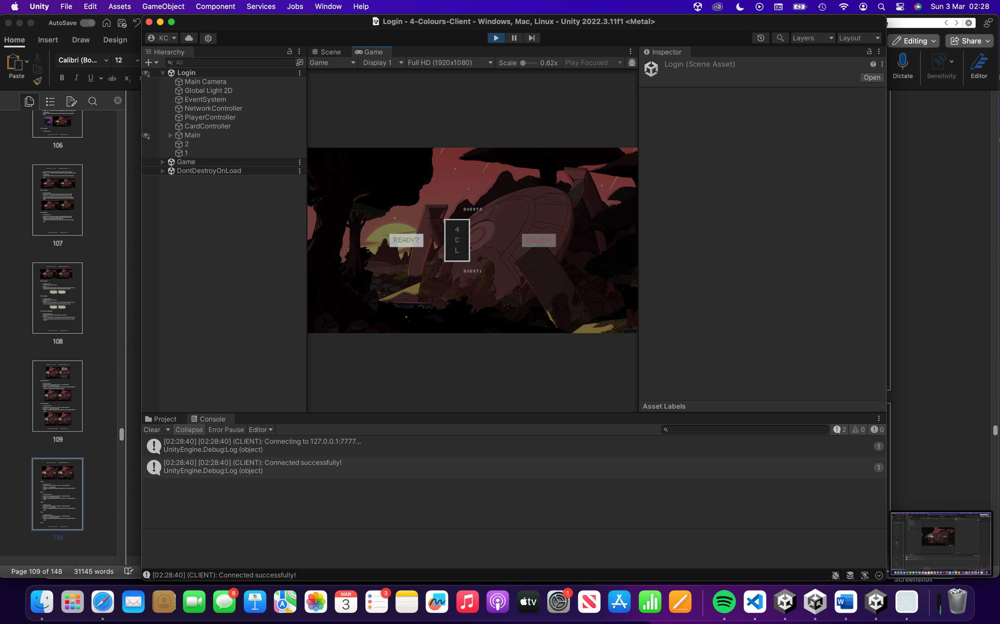 Unity File Edit Assets GameObject Component Services Jobs Window Help
Sun 3 Mar 02:28
AutoSave
Home Insert Draw Design
Calibri (Bo... 12
Paste
B I U ab x2
106
107
108
109
110
Page 109 of 148 31145 words
Login - 4-Colours-Client - Windows, Mac, Linux - Unity 2022.3.11f1 <Metal>
KC
Layers Layout
Hierarchy
All
Login
Main Camera
Global Light 2D
EventSystem
NetworkController
PlayerController
CardController
Main
2
1
Game
DontDestroyOnLoad
Scene Game
Game Display 1 Full HD (1920x1080) Scale 0.62x Play Focused
GUEST2
READY?
4
C
L
COLOUR
GUEST1
Inspector
Login (Scene Asset)
Open
Asset Labels
Project Console
Clear Collapse Error Pause Editor
2 0 0
[02:28:40] [02:28:40] (CLIENT): Connecting to 127.0.0.1:7777...
UnityEngine.Debug:Log (object)
1
[02:28:40] [02:28:40] (CLIENT): Connected successfully!
UnityEngine.Debug:Log (object)
1
[02:28:40] (CLIENT): Connected successfully!
e
Editing Share
Dictate Sensitivity Editor
Screenshot
8
MAR
3
3
tv
1
W